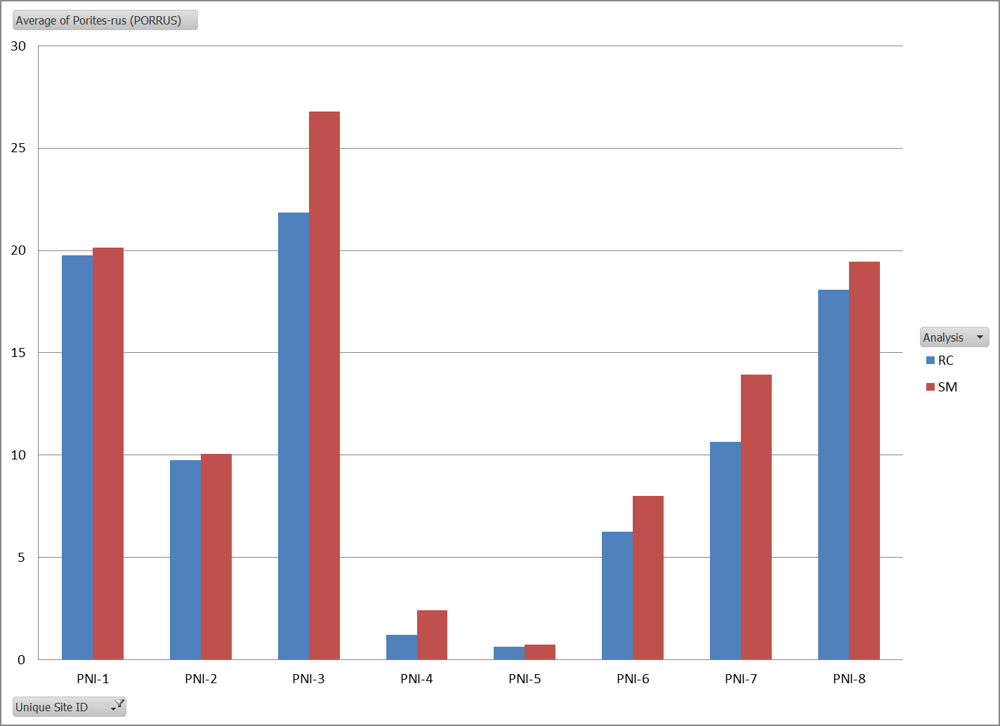 Average of Porites-rus (PORRUS)
30
25
20
15
10
5
0
PNI-1 PNI-2 PNI-3 PNI-4 PNI-5 PNI-6 PNI-7 PNI-8
Analysis
RC
SM
Unique Site ID